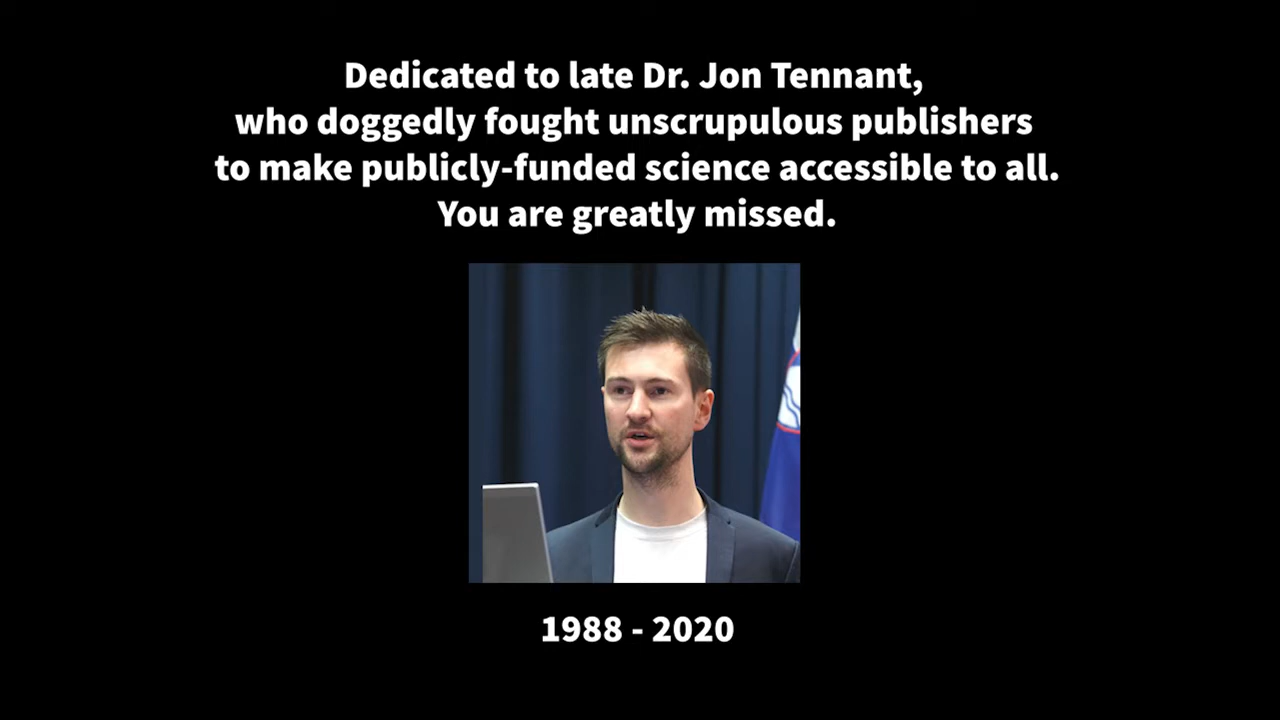 Dedicated to late Dr. Jon Tennant,
who doggedly fought unscrupulous publishers
to make publicly-funded science accessible to all.
You are greatly missed.
1988 - 2020